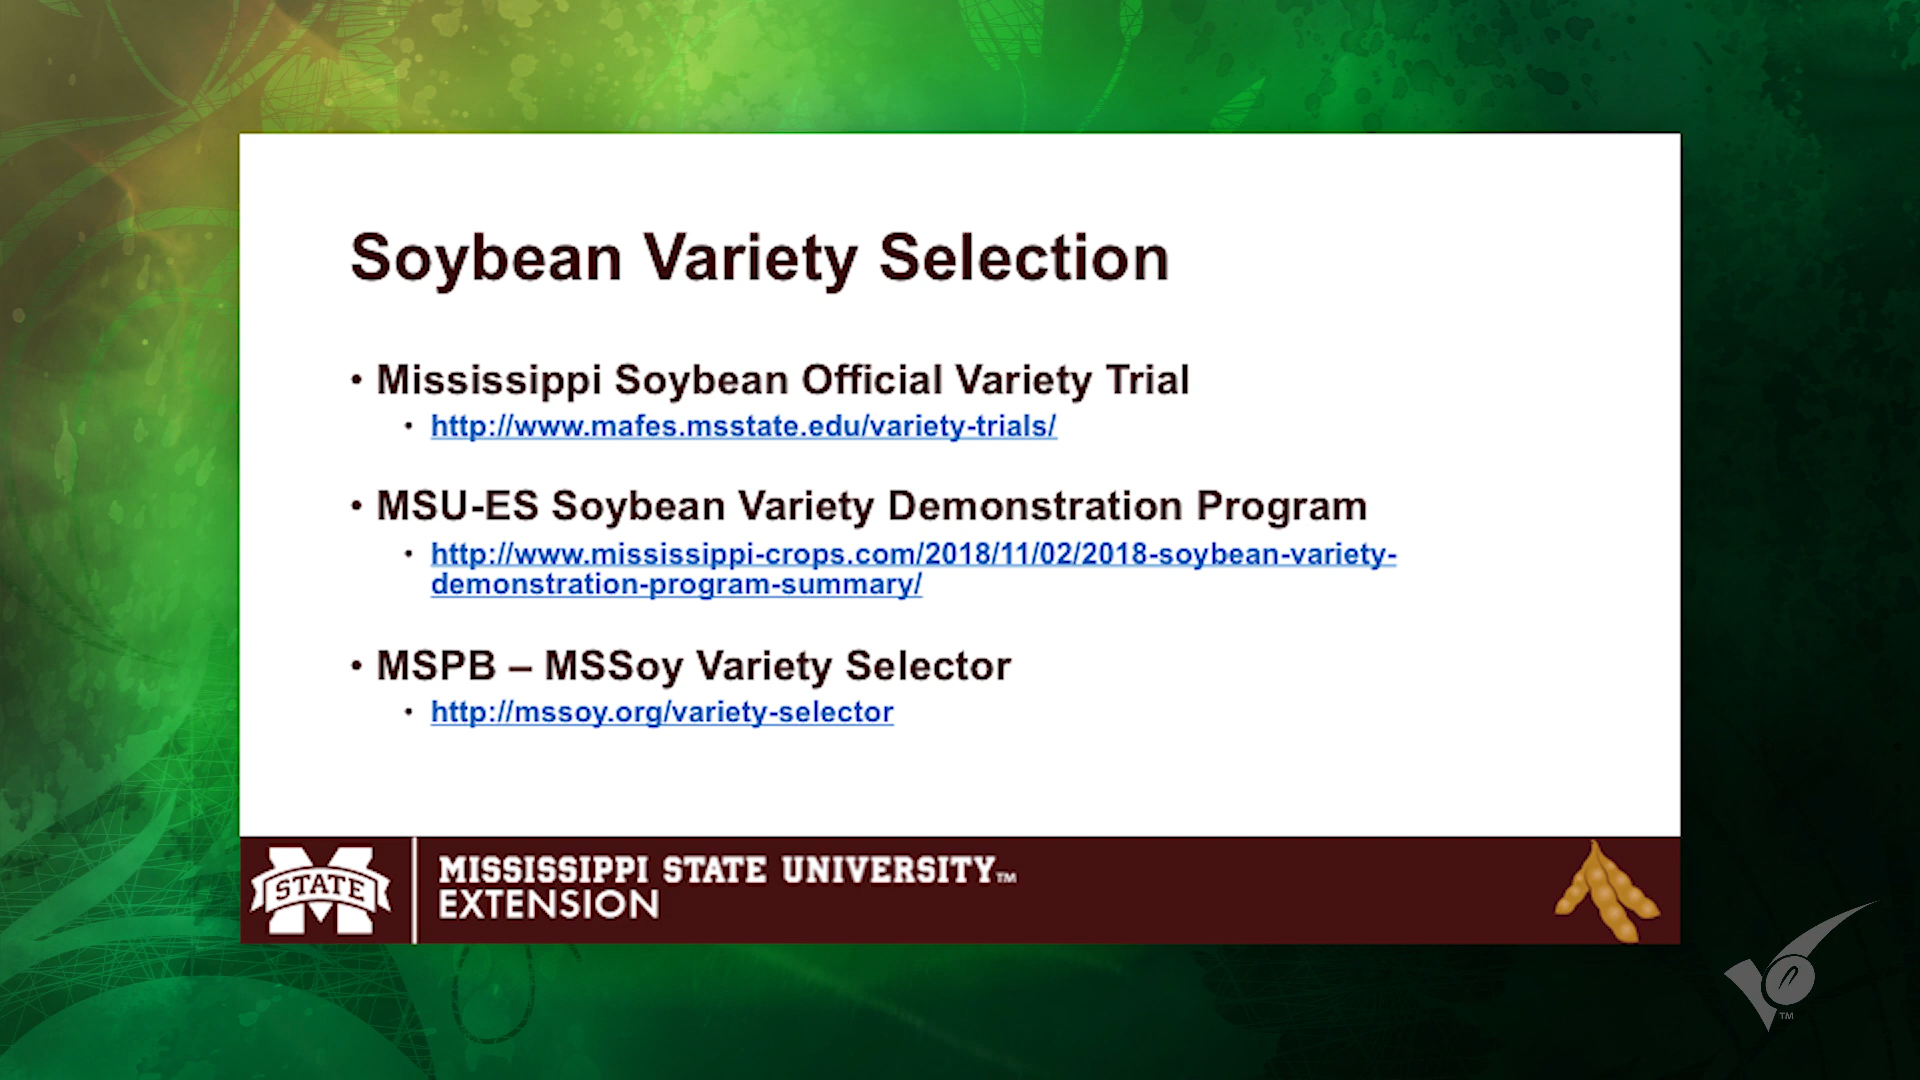 Soybean Variety Selection
• Mississippi Soybean Official Variety Trial
• http://www.mafes.msstate.edu/variety-trials/
• MSU-ES Soybean Variety Demonstration Program
• http://www.mississippi-crops.com/2018/11/02/2018-soybean-variety-
demonstration-program-summary/
• MSPB – MSSoy Variety Selector
• http://mssoy.org/variety-selector
STATE
MISSISSIPPI STATE UNIVERSITY™
EXTENSION
TM